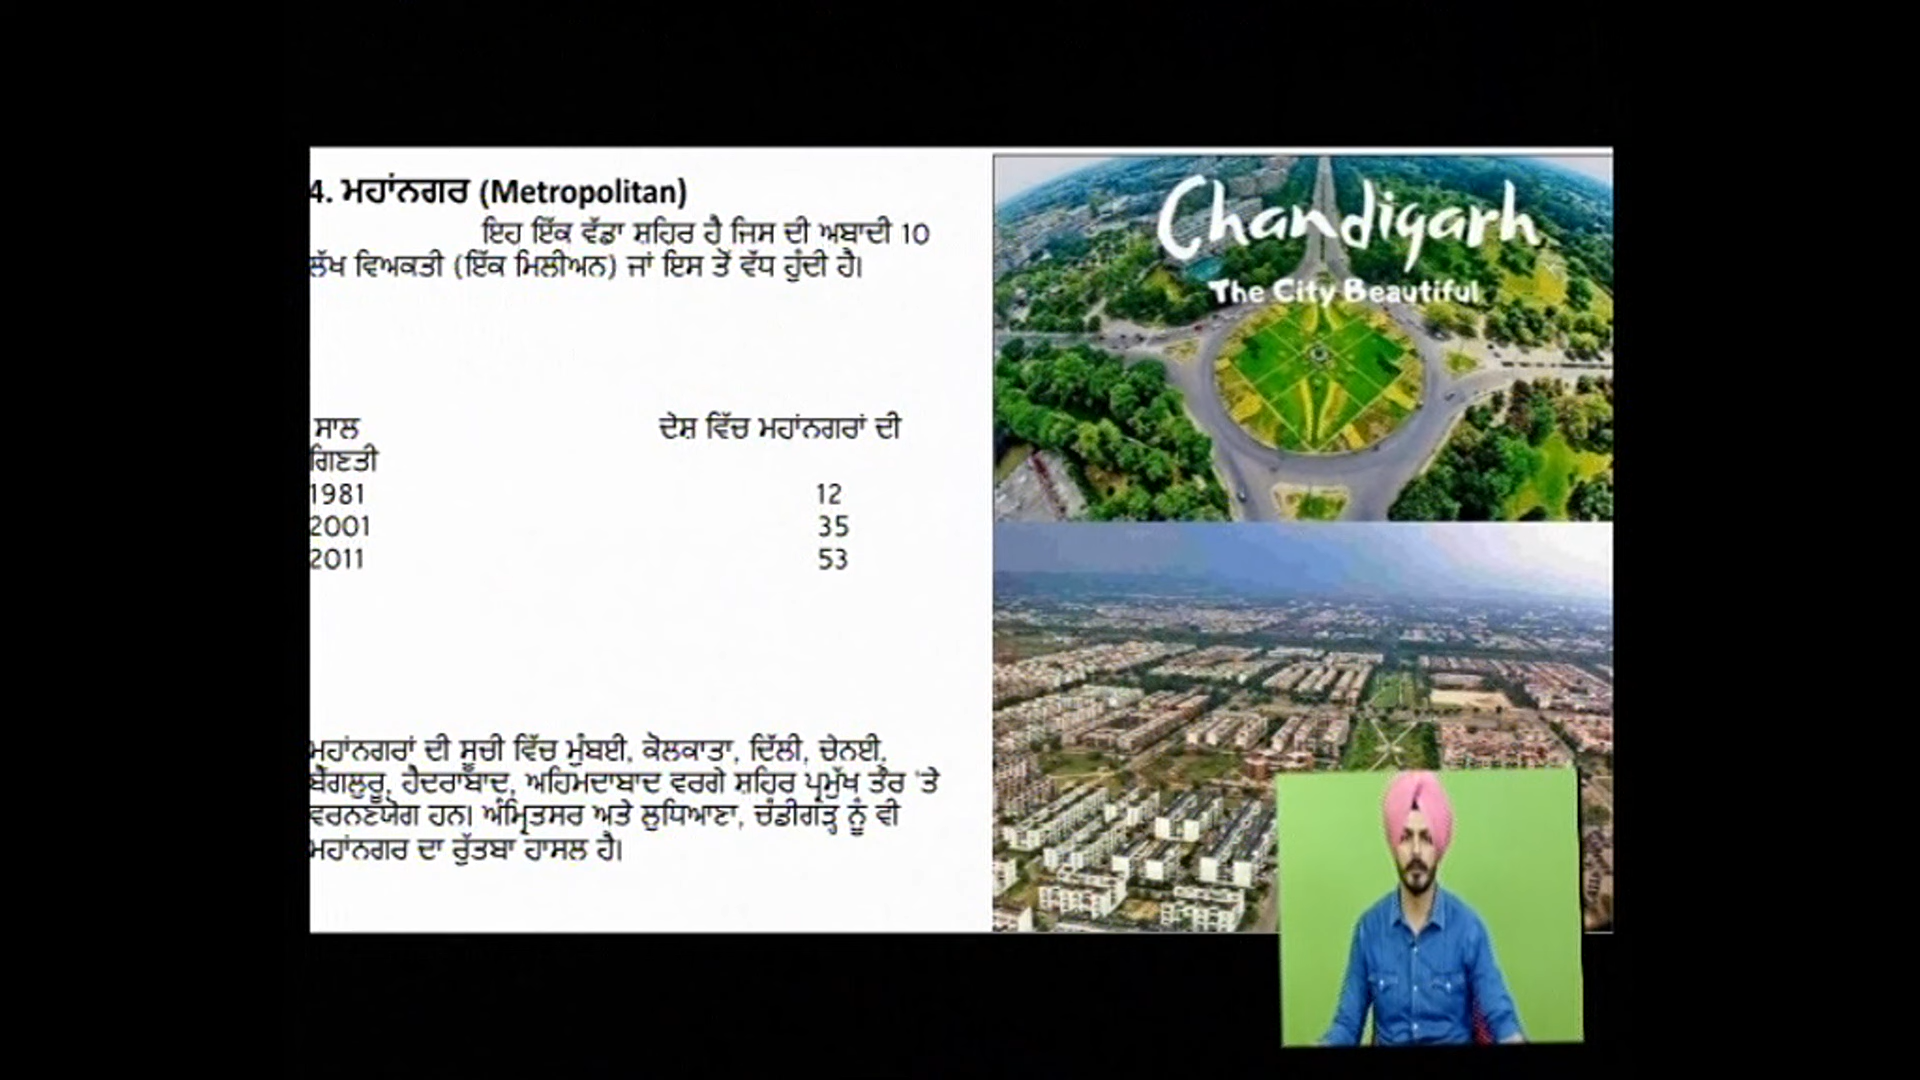 4. ਮਹਾਂਨਗਰ (Metropolitan)
ਇਹ ਇੱਕ ਵੱਡਾ ਸ਼ਹਿਰ ਹੈ ਜਿਸ ਦੀ ਅਬਾਦੀ 10
ਲੱਖ ਵਿਅਕਤੀ (ਇੱਕ ਮਿਲੀਅਨ) ਜਾਂ ਇਸ ਤੋਂ ਵੱਧ ਹੁੰਦੀ ਹੈ।
ਸਾਲ ਦੇਸ਼ ਵਿੱਚ ਮਹਾਂਨਗਰਾਂ ਦੀ
ਗਿਣਤੀ
1981 12
2001 35
2011 53
ਮਹਾਂਨਗਰਾਂ ਦੀ ਸੂਚੀ ਵਿੱਚ ਮੁੰਬਈ, ਕੋਲਕਾਤਾ, ਦਿੱਲੀ, ਚੇਨਈ,
ਬੈਂਗਲੁਰੂ, ਹੈਦਰਾਬਾਦ, ਅਹਿਮਦਾਬਾਦ ਵਰਗੇ ਸ਼ਹਿਰ ਪ੍ਰਮੁੱਖ ਤੌਰ 'ਤੇ
ਵਰਨਣਯੋਗ ਹਨ। ਅੰਮ੍ਰਿਤਸਰ ਅਤੇ ਲੁਧਿਆਣਾ, ਚੰਡੀਗੜ੍ਹ ਨੂੰ ਵੀ
ਮਹਾਂਨਗਰ ਦਾ ਰੁੱਤਬਾ ਹਾਸਲ ਹੈ।
Chandigarh
The City Beautiful